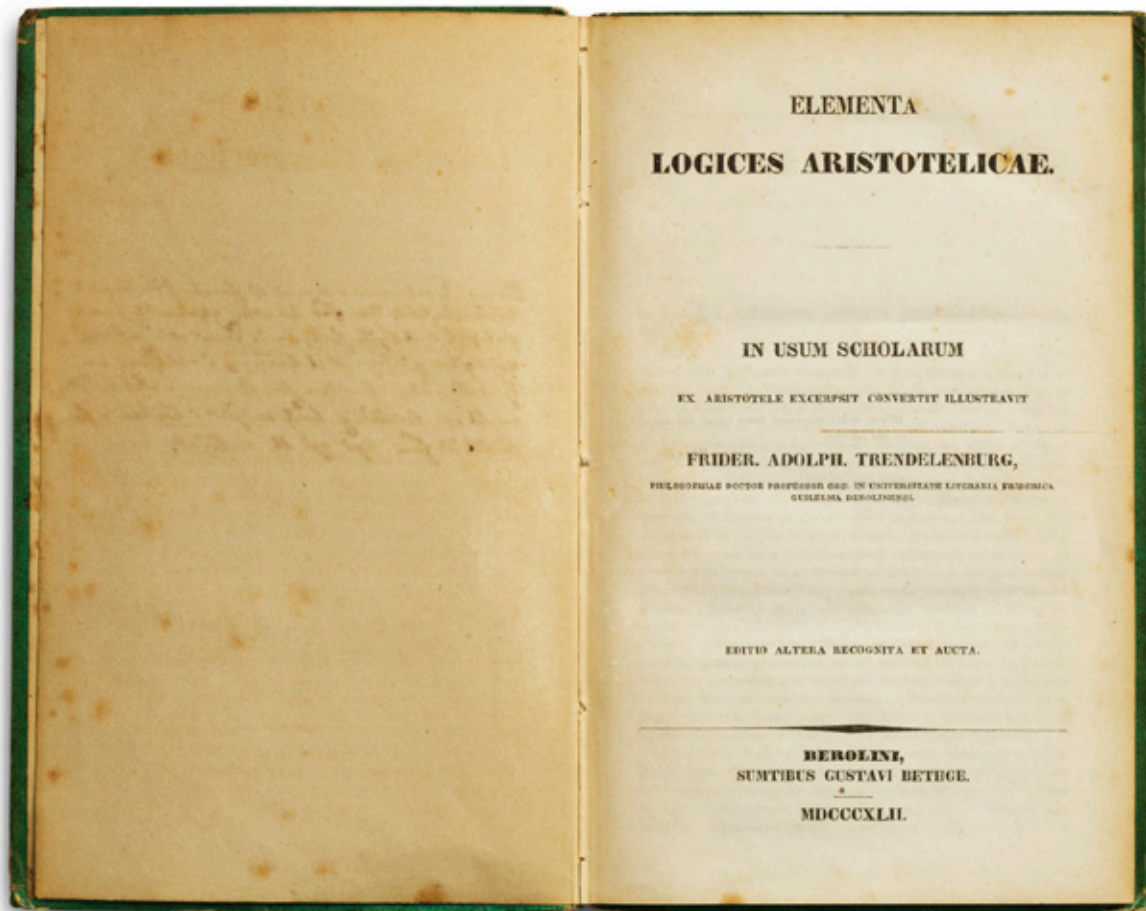 ELEMENTA
LOGICES ARISTOTELICAE.
IN USUM SCHOLARUM
EX ARISTOTELE EXCERPSIT CONVERTIT ILLUSTRAVIT
FRIDER. ADOLPH. TRENDELENBURG,
PHILOSOPHIAE DOCTOR PROFESSOR ORD. IN UNIVERSITATE LITERARIA FRIDERICA
GUILELMA BEROLINENSI.
EDITIO ALTERA RECOGNITA ET AUCTA.
BEROLINI,
SUMTIBUS GUSTAVI BETHGE.
MDCCCXLII.